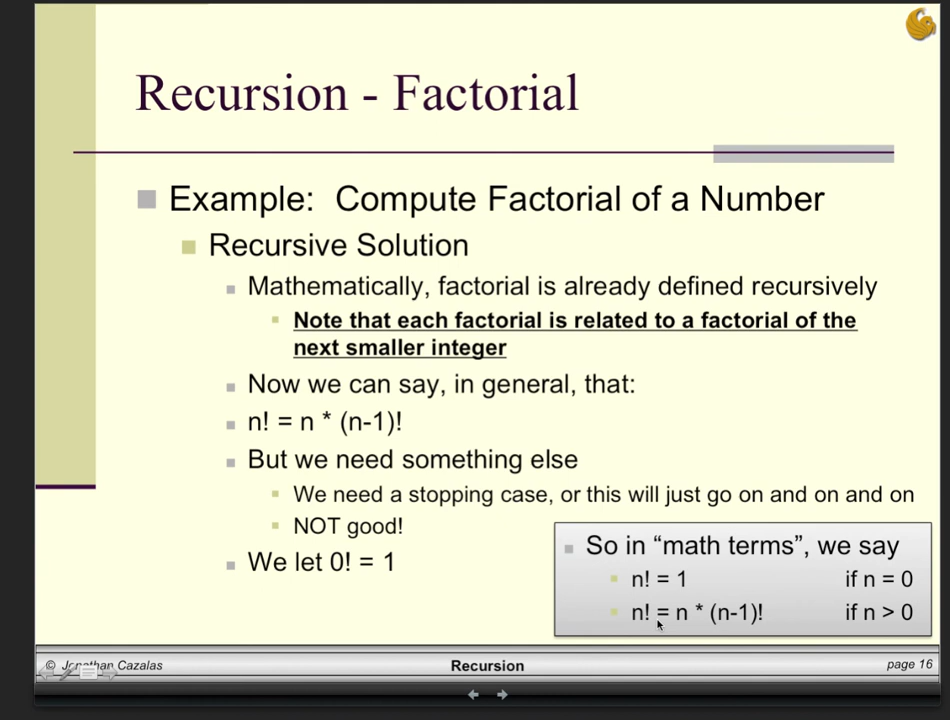 Recursion - Factorial
Example: Compute Factorial of a Number
Recursive Solution
Mathematically, factorial is already defined recursively
Note that each factorial is related to a factorial of the
next smaller integer
Now we can say, in general, that:
n! = n * (n-1)!
But we need something else
We need a stopping case, or this will just go on and on and on
NOT good!
We let 0! = 1
So in “math terms”, we say
n! = 1 if n = 0
n! = n * (n-1)! if n > 0
© Jonathan Cazalas Recursion page 16